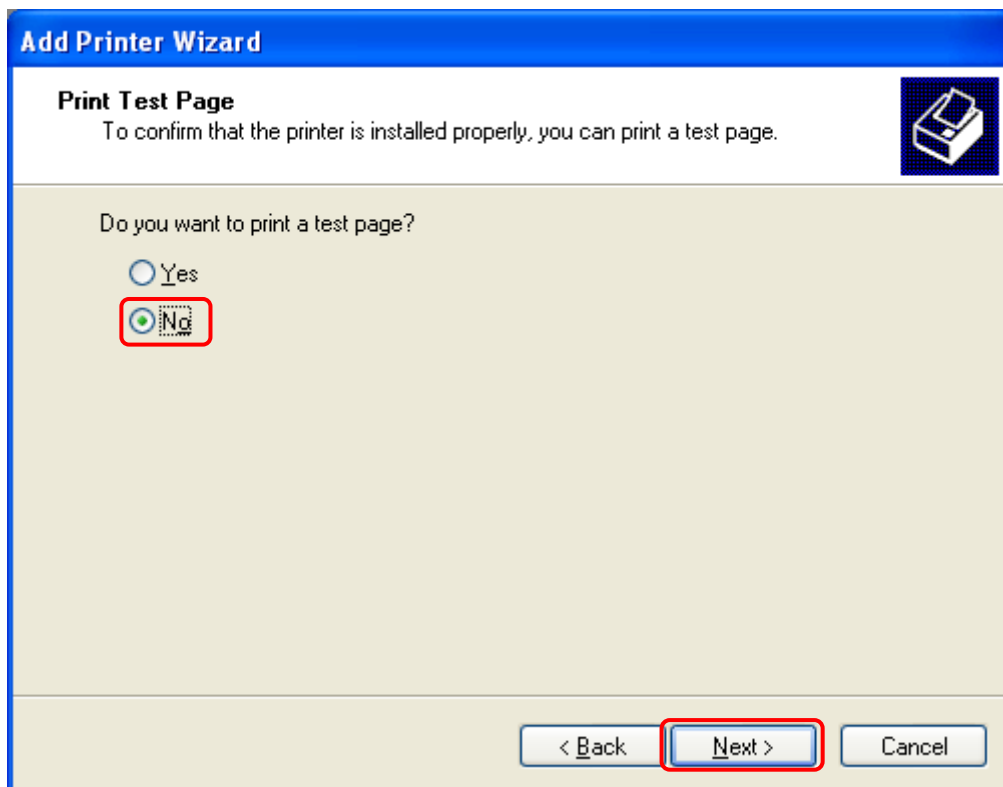 Add Printer Wizard
Print Test Page
To confirm that the printer is installed properly, you can print a test page.
Do you want to print a test page?
Yes
No
< Back Next > Cancel